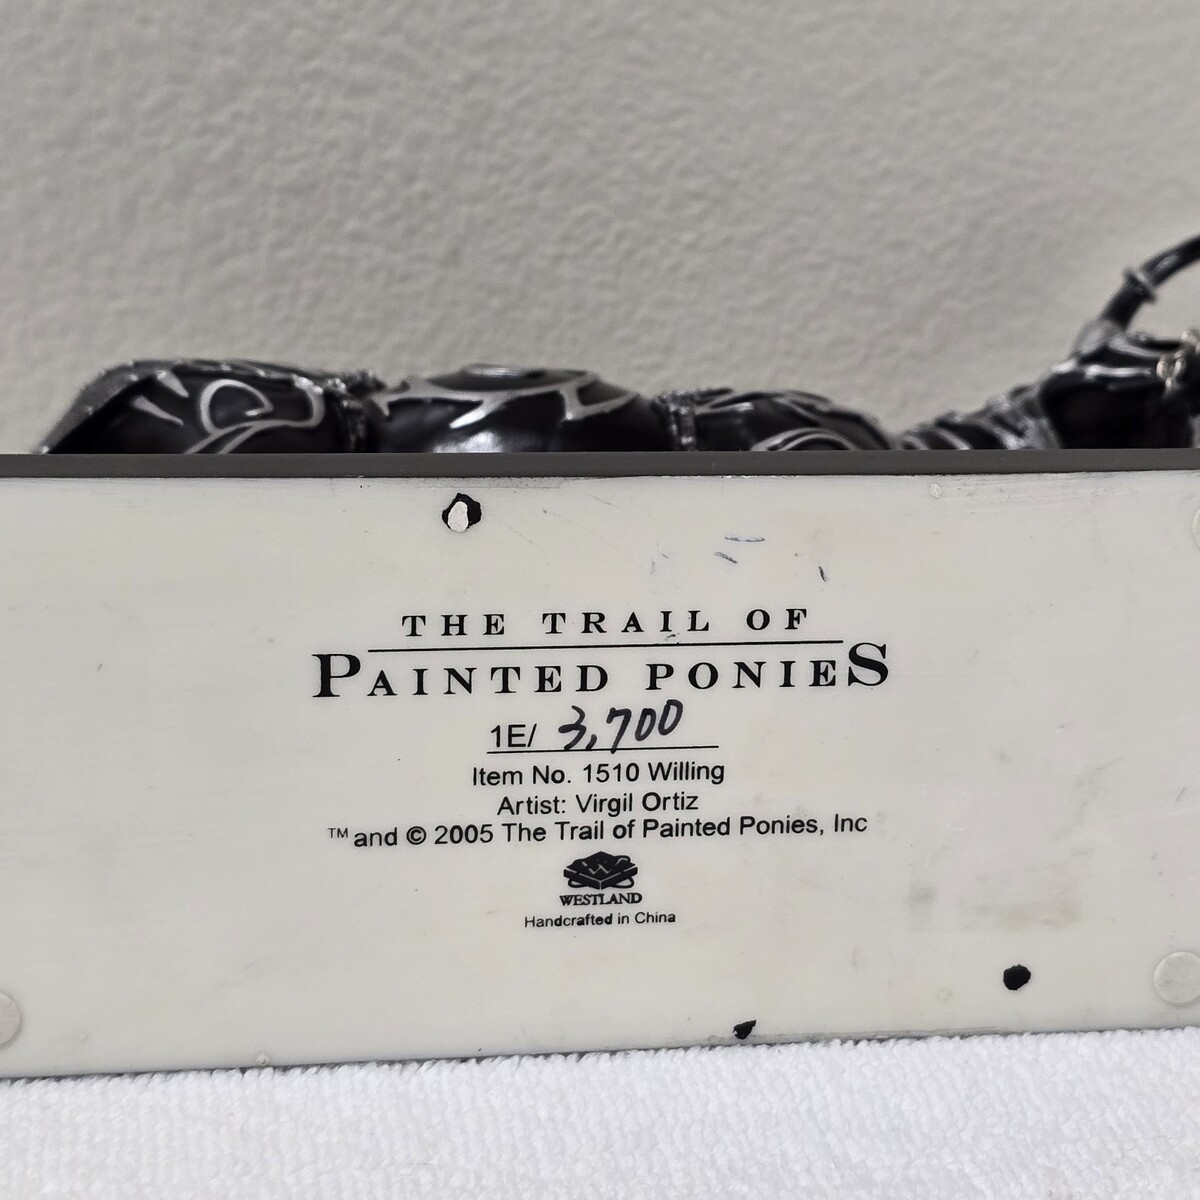 THE TRAIL OF
PAINTED PONIES
1E/ 3,700
Item No. 1510 Willing
Artist: Virgil Ortiz
™ and © 2005 The Trail of Painted Ponies, Inc
W
WESTLAND
Handcrafted in China